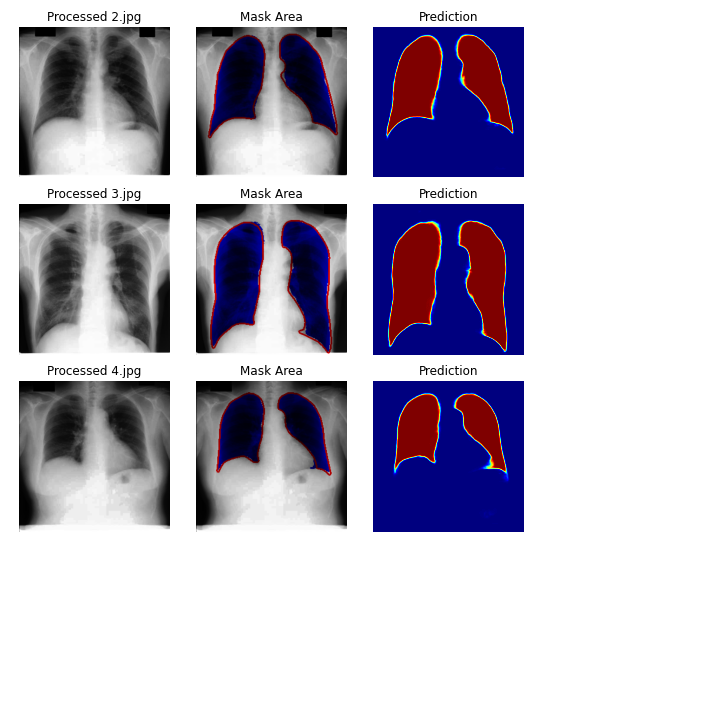 Processed 2.jpg
Mask Area
Prediction
Processed 3.jpg
Mask Area
Prediction
Processed 4.jpg
Mask Area
Prediction